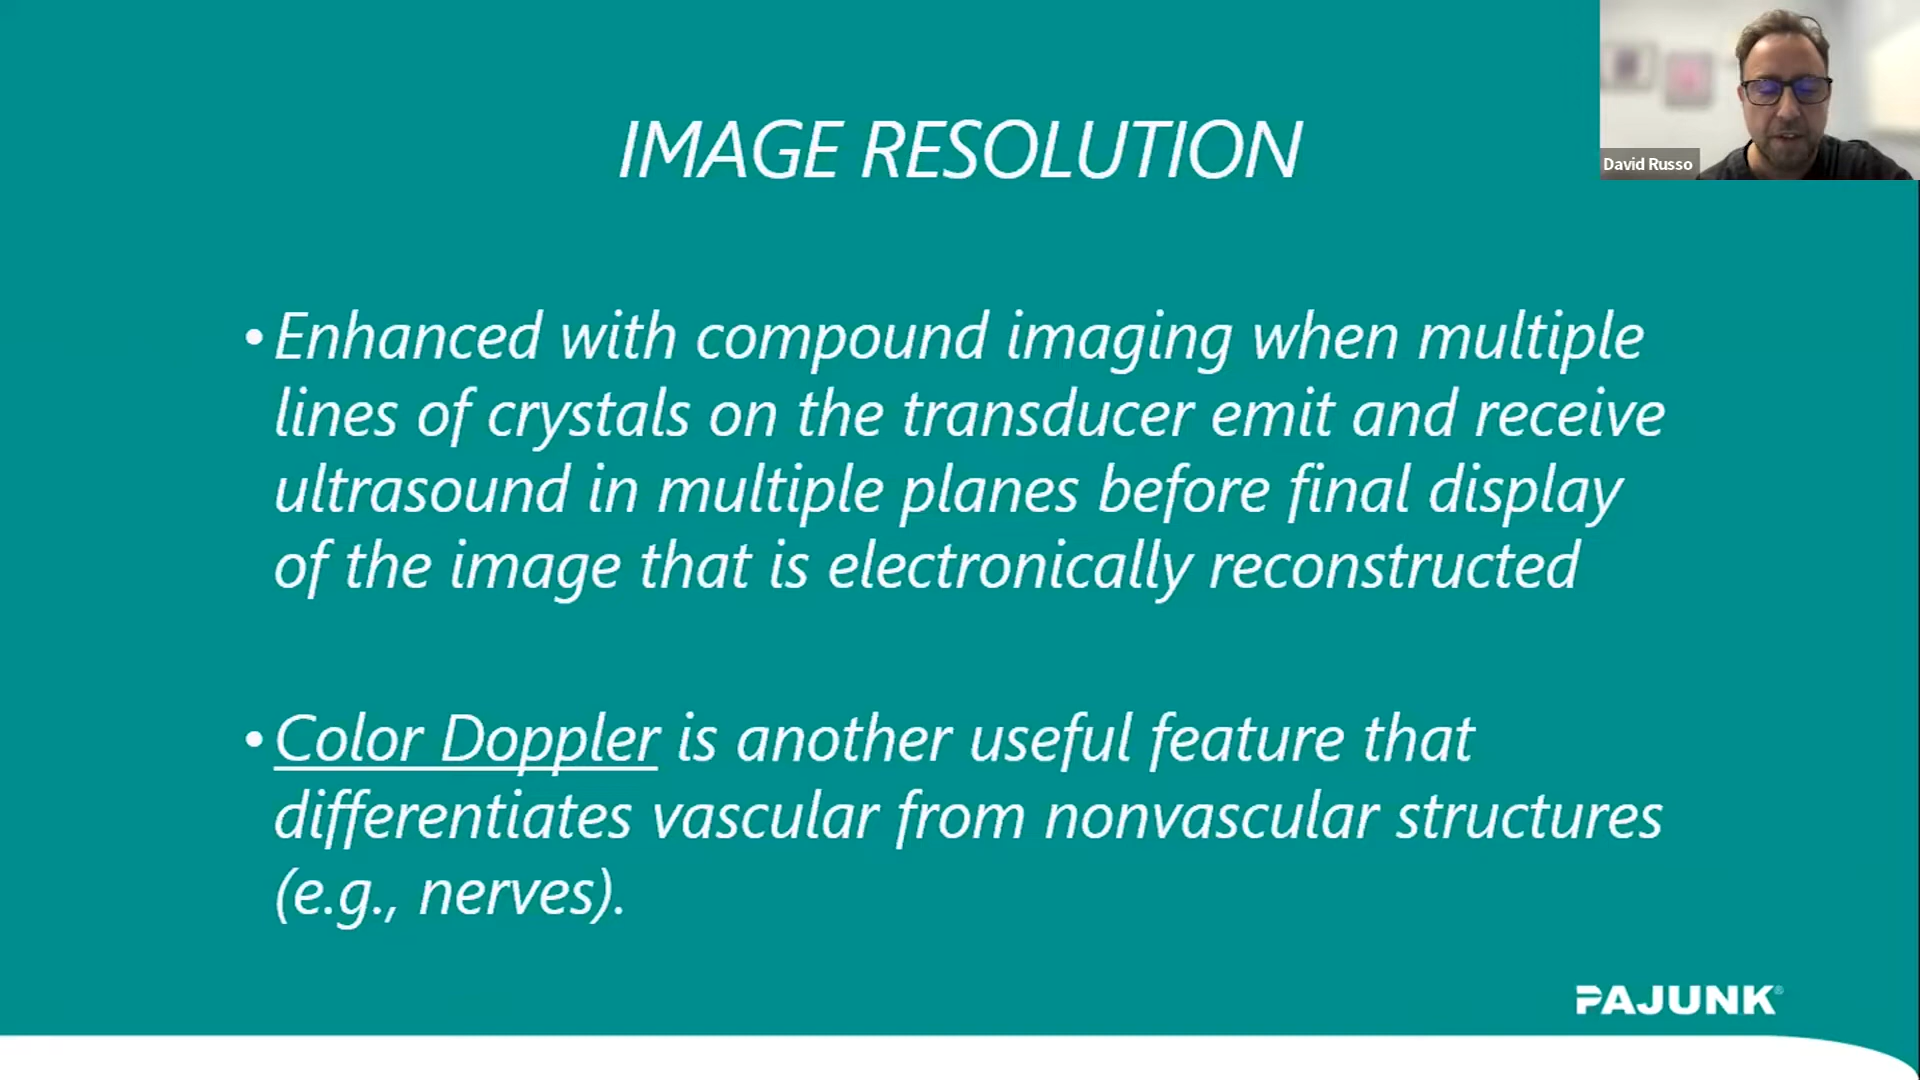 IMAGE RESOLUTION
David Russo
• Enhanced with compound imaging when multiple
lines of crystals on the transducer emit and receive
ultrasound in multiple planes before final display
of the image that is electronically reconstructed
• Color Doppler is another useful feature that
differentiates vascular from nonvascular structures
(e.g., nerves).
PAJUNK®